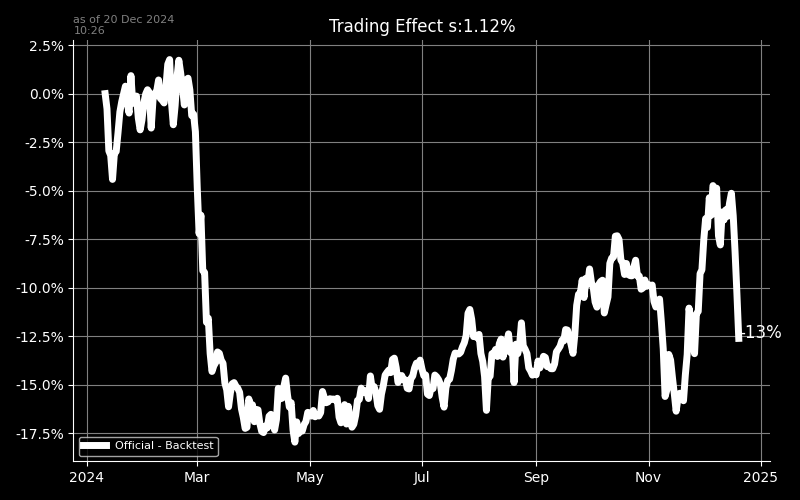 as of 20 Dec 2024
10:26
Trading Effect s:1.12%
2.5%
0.0%
-2.5%
-5.0%
-7.5%
-10.0%
-12.5%
-15.0%
-17.5%
-13%
Official - Backtest
2024
Mar
May
Jul
Sep
Nov
2025